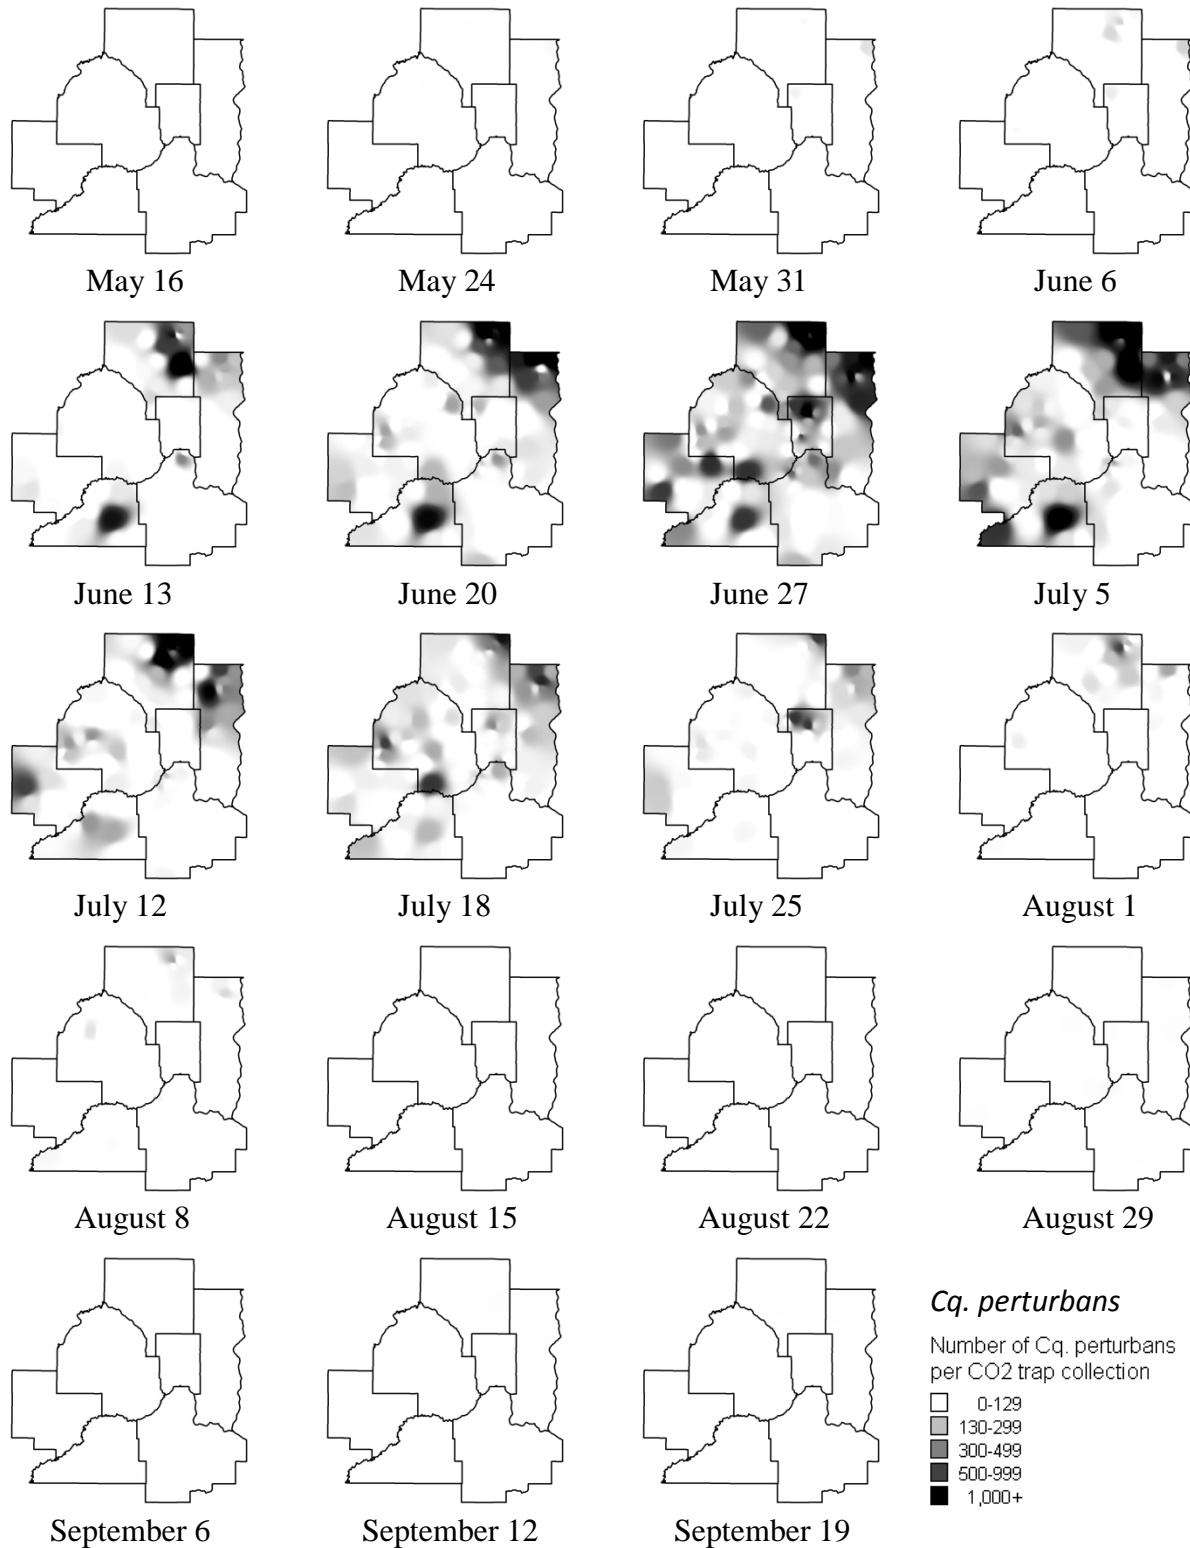 May 16
May 24
May 31
June 6
June 13
June 20
June 27
July 5
July 12
July 18
July 25
August 1
August 8
August 15
August 22
August 29
September 6
September 12
September 19
Cq. perturbans
Number of Cq. perturbans
per CO2 trap collection
0-129
130-299
300-499
500-999
1,000+